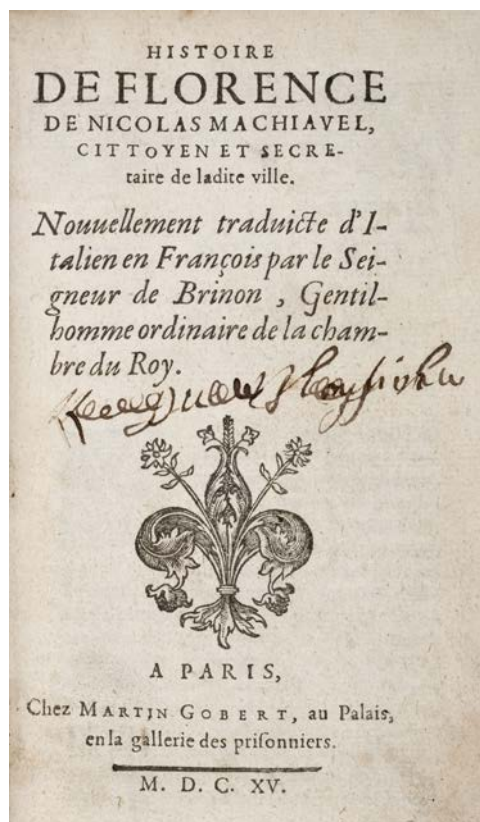 HISTOIRE
DE FLORENCE
DE NICOLAS MACHIAVEL,
CITTOYEN ET SECRE-
taire de ladite ville.
Nouuellement traduicte d'I-
talien en François par le Sei-
gneur de Brinon , Gentil-
homme ordinaire de la cham-
bre du Roy.
A PARIS,
Chez MARTIN GOBERT, au Palais,
en la gallerie des priſonniers.
M. D. C. XV.